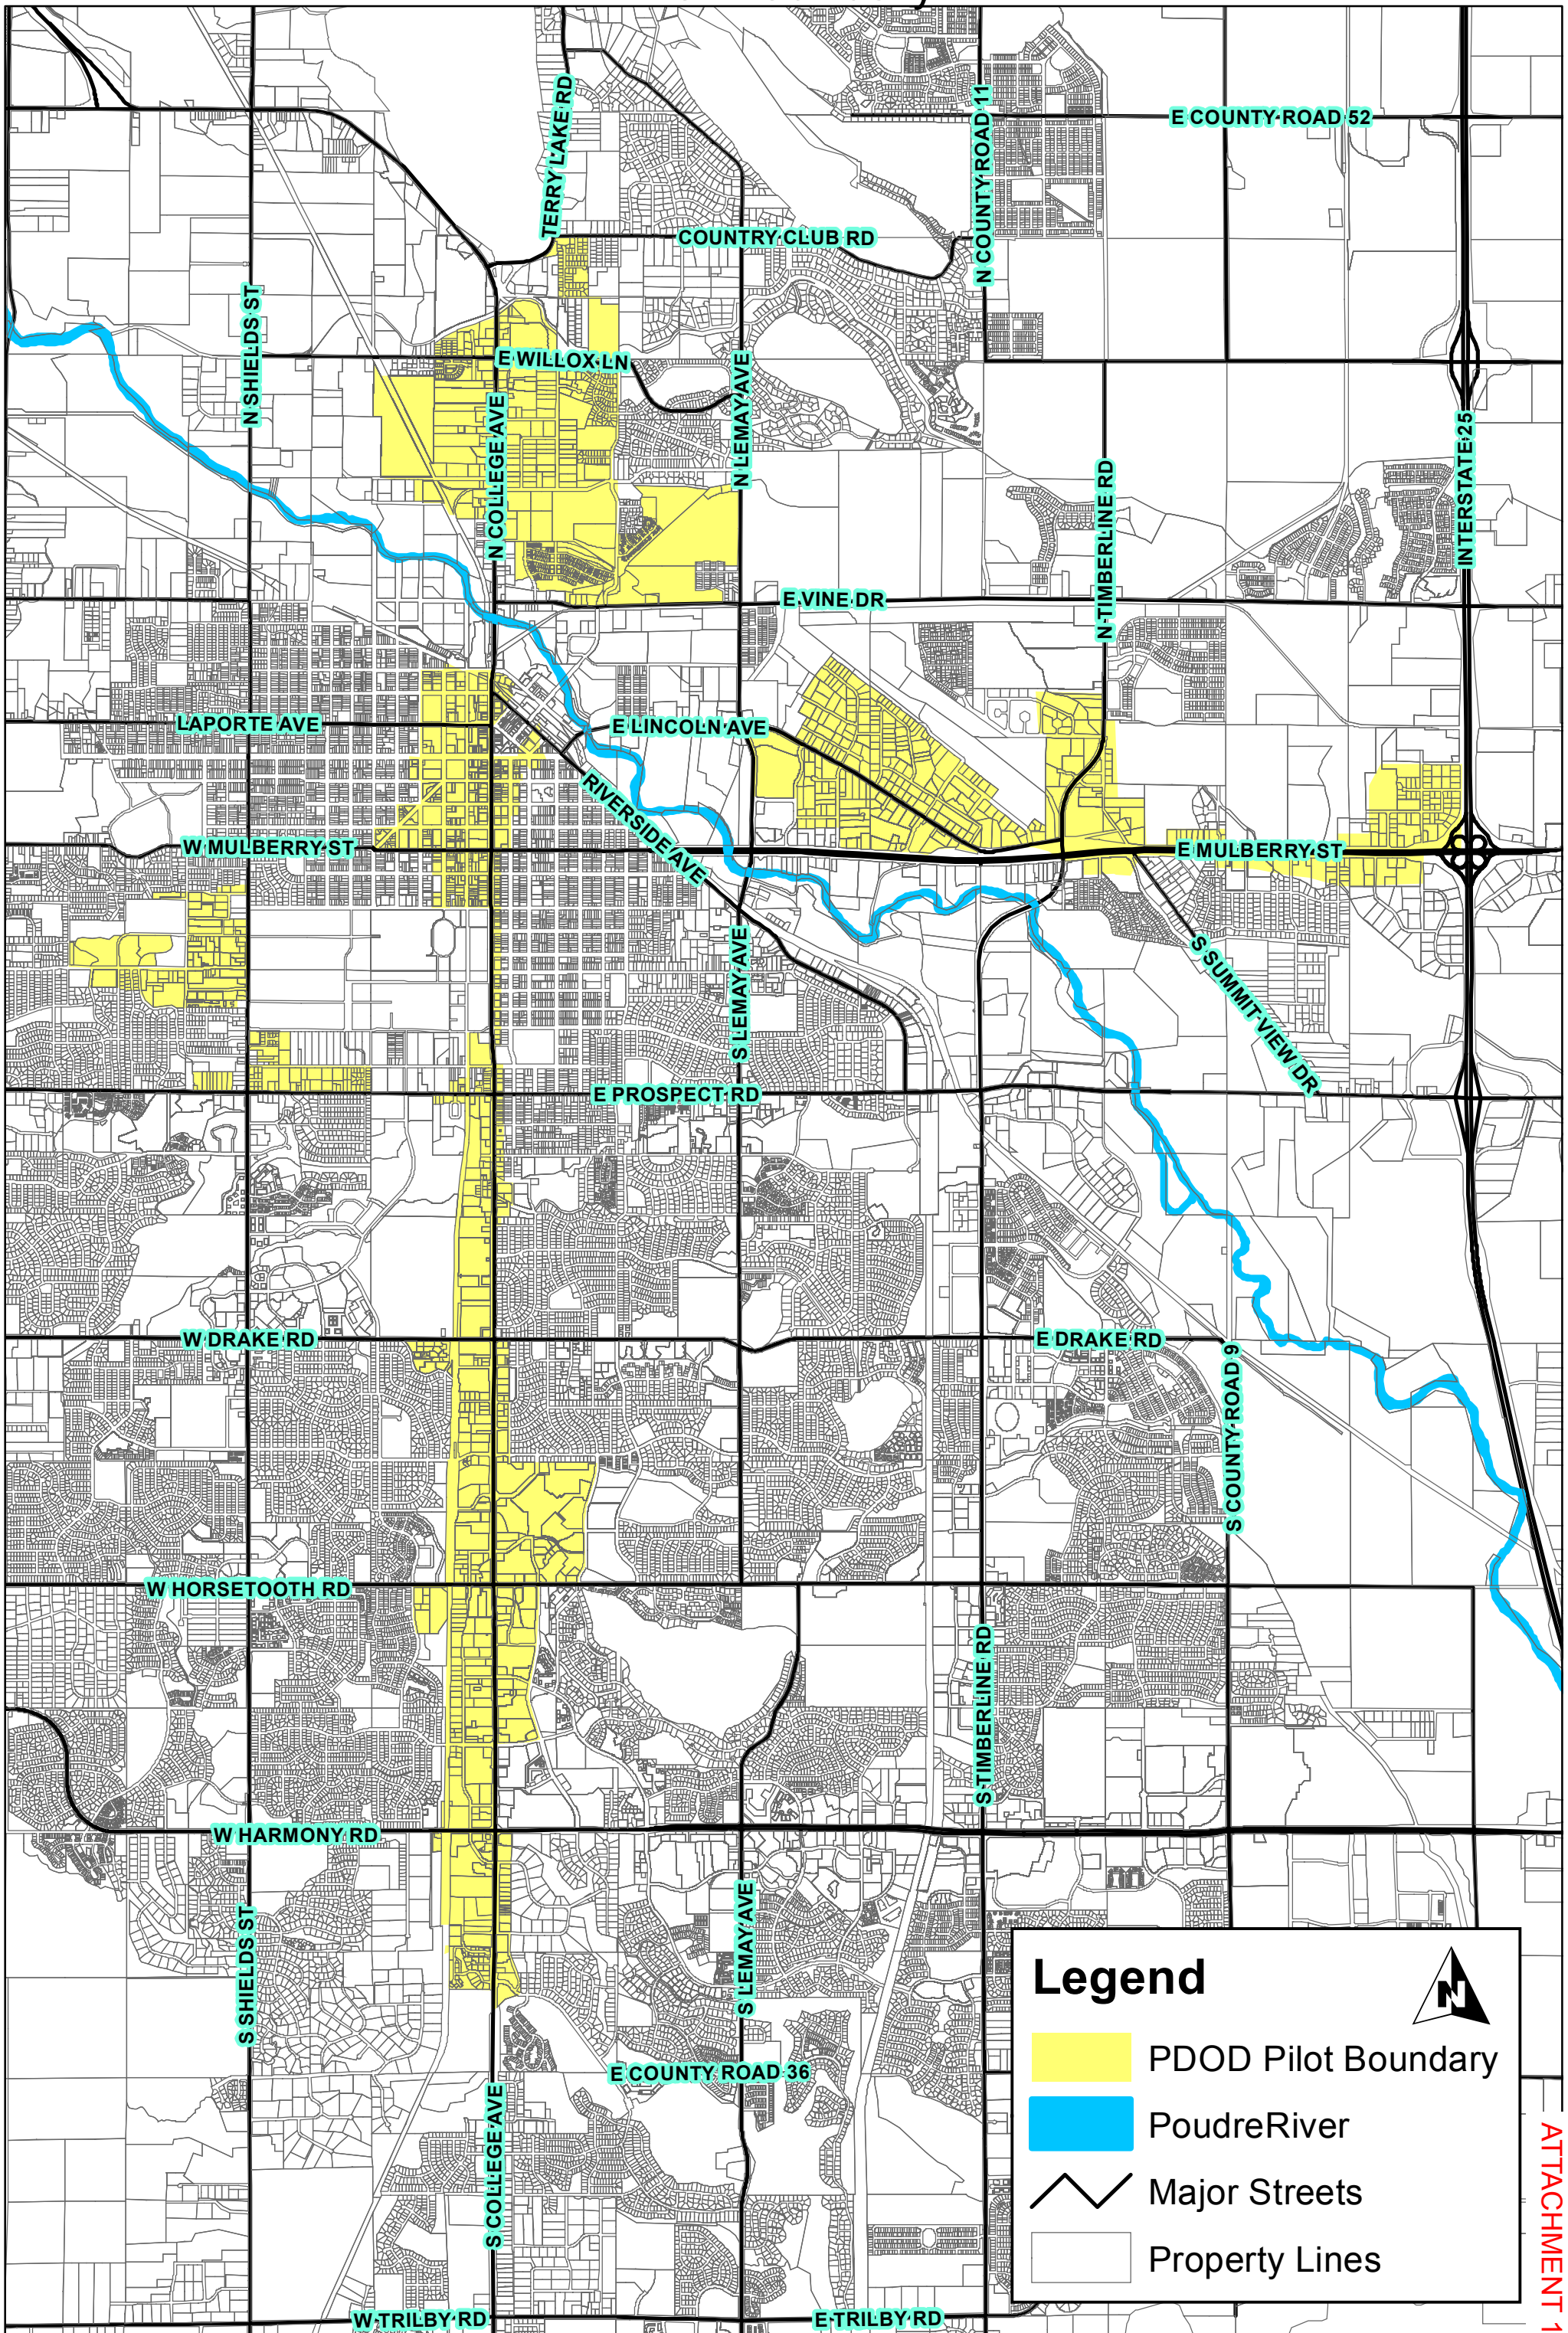 TERRY LAKE RD
N COUNTY ROAD 11
E COUNTY ROAD 52
COUNTRY CLUB RD
N SHIELDS ST
E WILLOX LN
N LEMAY AVE
N COLLEGE AVE
N TIMBERLINE RD
INTERSTATE 25
E VINE DR
LAPORTE AVE
E LINCOLN AVE
RIVERSIDE AVE
W MULBERRY ST
E MULBERRY ST
S LEMAY AVE
S SUMMIT VIEW DR
E PROSPECT RD
W DRAKE RD
E DRAKE RD
S COUNTY ROAD 9
W HORSETOOTH RD
S TIMBERLINE RD
W HARMONY RD
S SHIELDS ST
S LEMAY AVE
E COUNTY ROAD 36
S COLLEGE AVE
W TRILBY RD
E TRILBY RD
Legend
N
PDOD Pilot Boundary
PoudreRiver
Major Streets
Property Lines
ATTACHMENT 1